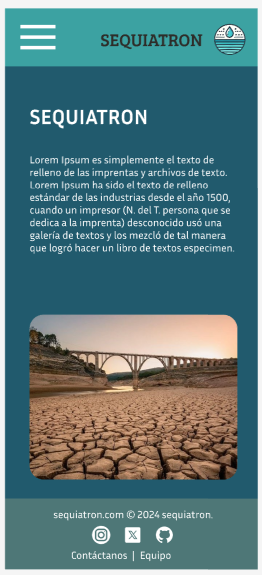 SEQUIATRON
SEQUIATRON
Lorem Ipsum es simplemente el texto de
relleno de las imprentas y archivos de texto.
Lorem Ipsum ha sido el texto de relleno
estándar de las industrias desde el año 1500,
cuando un impresor (N. del T. persona que se
dedica a la imprenta) desconocido usó una
galería de textos y los mezcló de tal manera
que logró hacer un libro de textos especimen.
sequiatron.com © 2024 sequiatron.
Contáctanos | Equipo